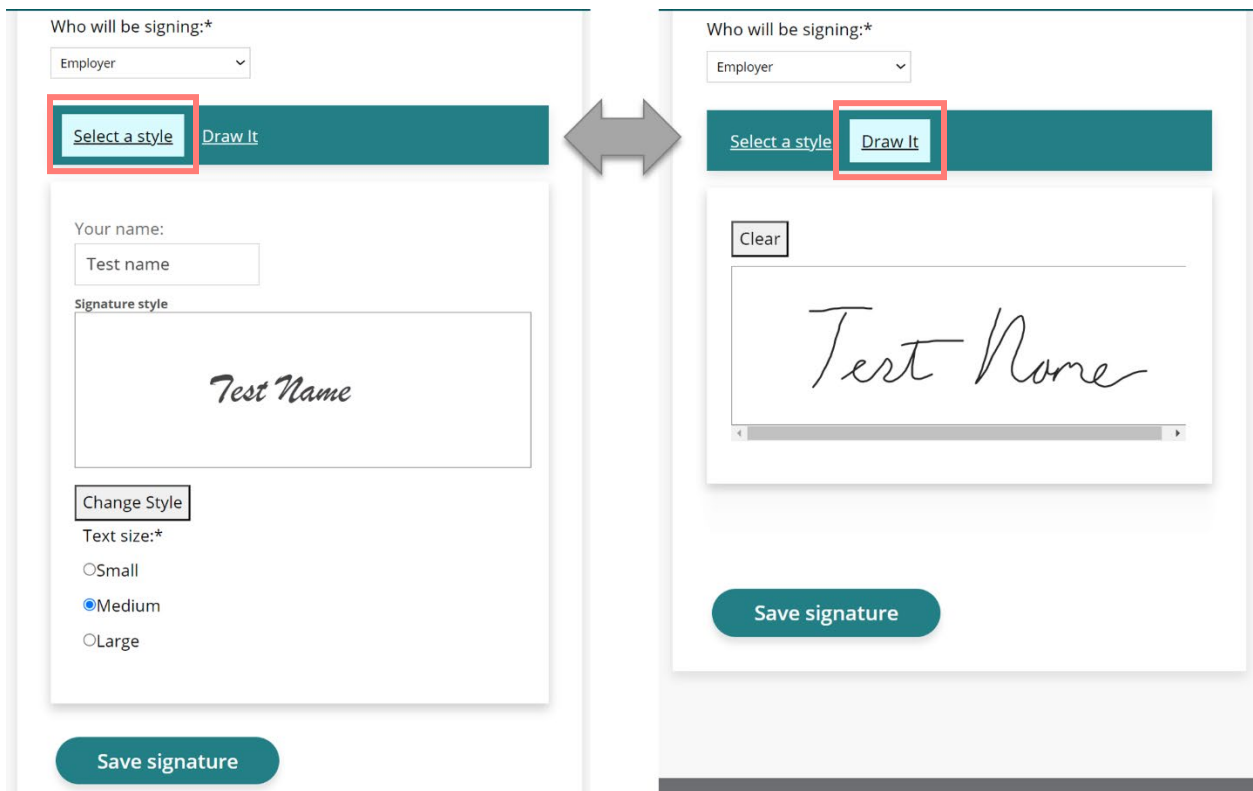 Who will be signing:*
Employer
Select a style Draw It
Your name:
Test name
Signature style
Test Name
Change Style
Text size:*
Small
Medium
Large
Save signature
Who will be signing:*
Employer
Select a style Draw It
Clear
Test Name
Save signature